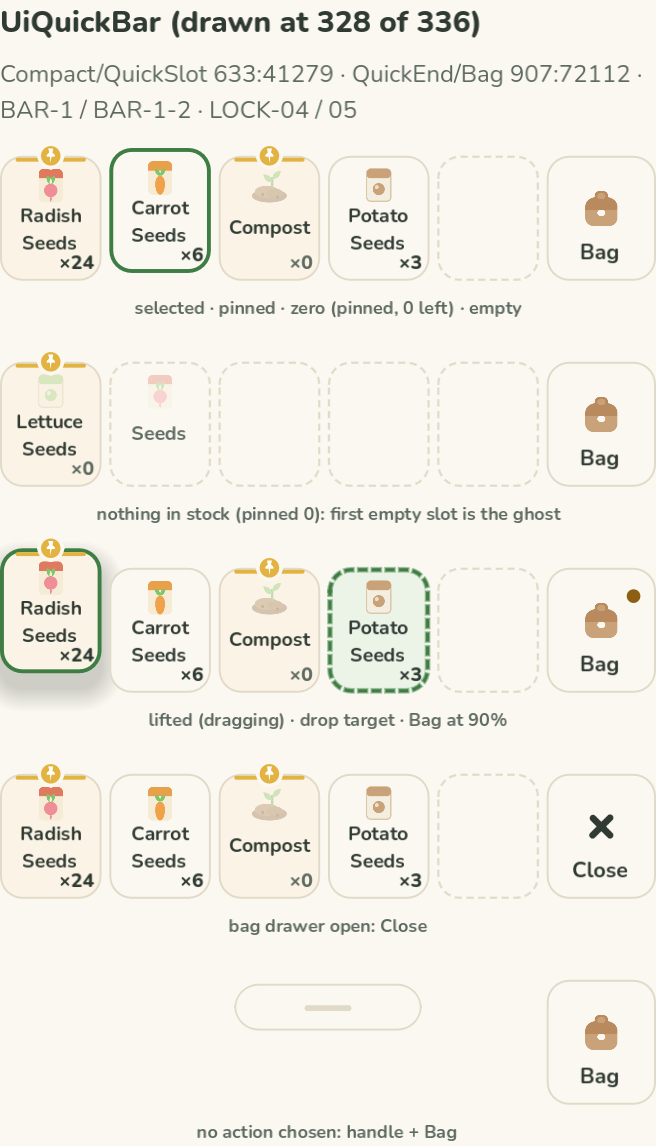 UiQuickBar (drawn at 328 of 336)
Compact/QuickSlot 633:41279 · QuickEnd/Bag 907:72112 ·
BAR-1 / BAR-1-2 · LOCK-04 / 05
Radish
Seeds
×24
Carrot
Seeds
×6
Compost
×0
Potato
Seeds
×3
Bag
selected · pinned · zero (pinned, 0 left) · empty
Lettuce
Seeds
×0
Seeds
Bag
nothing in stock (pinned 0): first empty slot is the ghost
Radish
Seeds
×24
Carrot
Seeds
×6
Compost
×0
Potato
Seeds
×3
Bag
lifted (dragging) · drop target · Bag at 90%
Radish
Seeds
×24
Carrot
Seeds
×6
Compost
×0
Potato
Seeds
×3
Close
bag drawer open: Close
Bag
no action chosen: handle + Bag